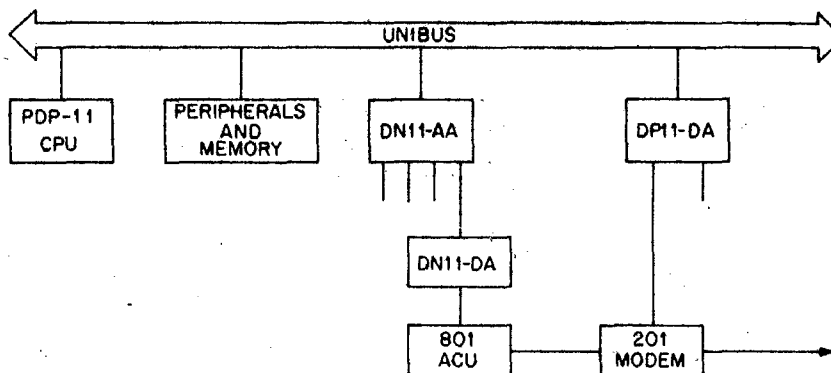 UNIBUS
PDP-11
CPU
PERIPHERALS
AND
MEMORY
DN11-AA
DP11-DA
DN11-DA
801
ACU
201
MODEM